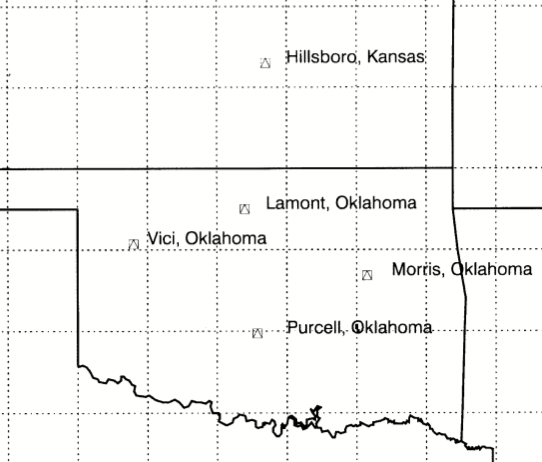 Hillsboro, Kansas
Lamont, Oklahoma
Vici, Oklahoma
Morris, Oklahoma
Purcell, Oklahoma